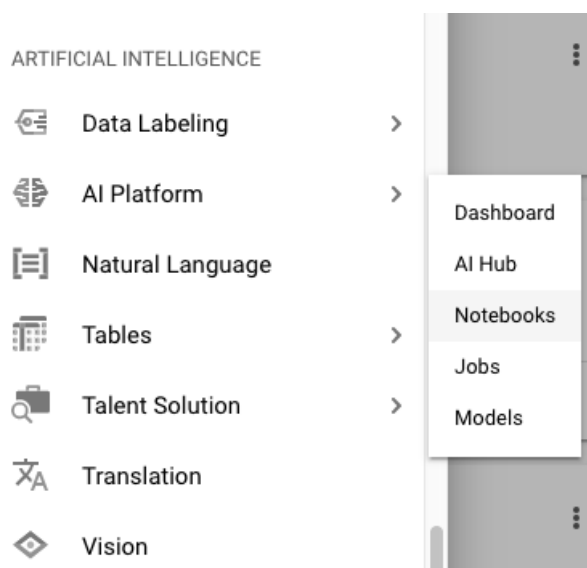 ARTIFICIAL INTELLIGENCE
Data Labeling
AI Platform
Natural Language
Tables
Talent Solution
Translation
Vision
Dashboard
AI Hub
Notebooks
Jobs
Models